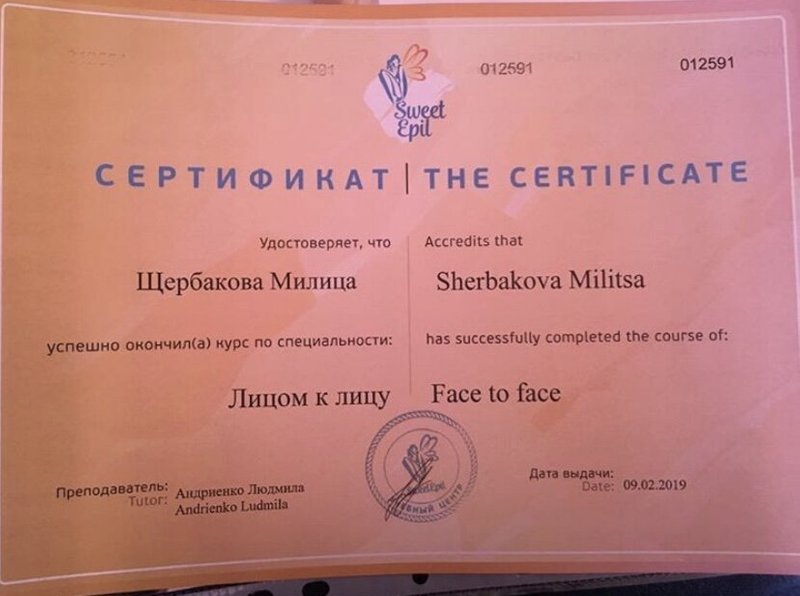 012591
012591
012591
Sweet
Epil
СЕРТИФИКАТ | THE CERTIFICATE
Удостоверяет, что
Accredits that
Щербакова Милица
Sherbakova Militsa
успешно окончил(а) курс по специальности:
has successfully completed the course of:
Лицом к лицу
Face to face
Преподаватель:
Tutor:
Андриенко Людмила
Andrienko Ludmila
SweetEpil
ЦЕНТР
Дата выдачи:
Date: 09.02.2019